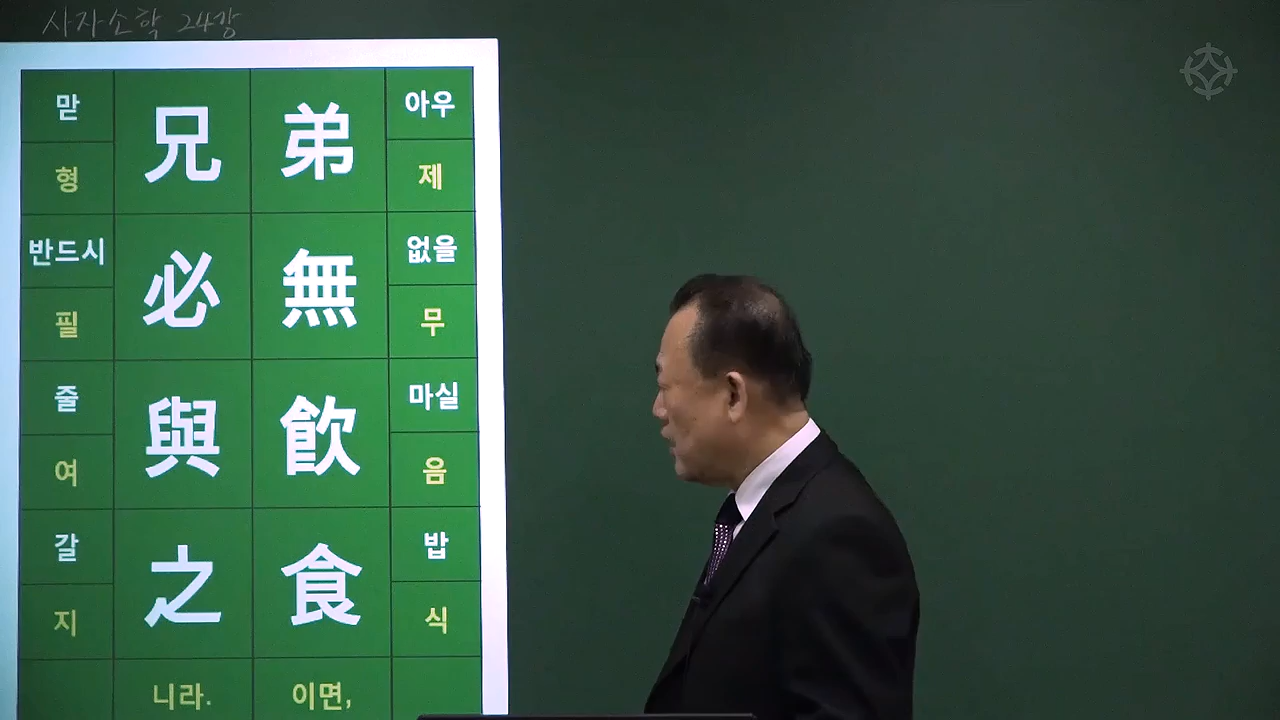 사자소학 24강
맏 兄 弟 아우
형 제
반드시 必 無 없을
필 무
줄 與 飮 마실
여 음
갈 之 食 밥
지 식
니라. 이면,